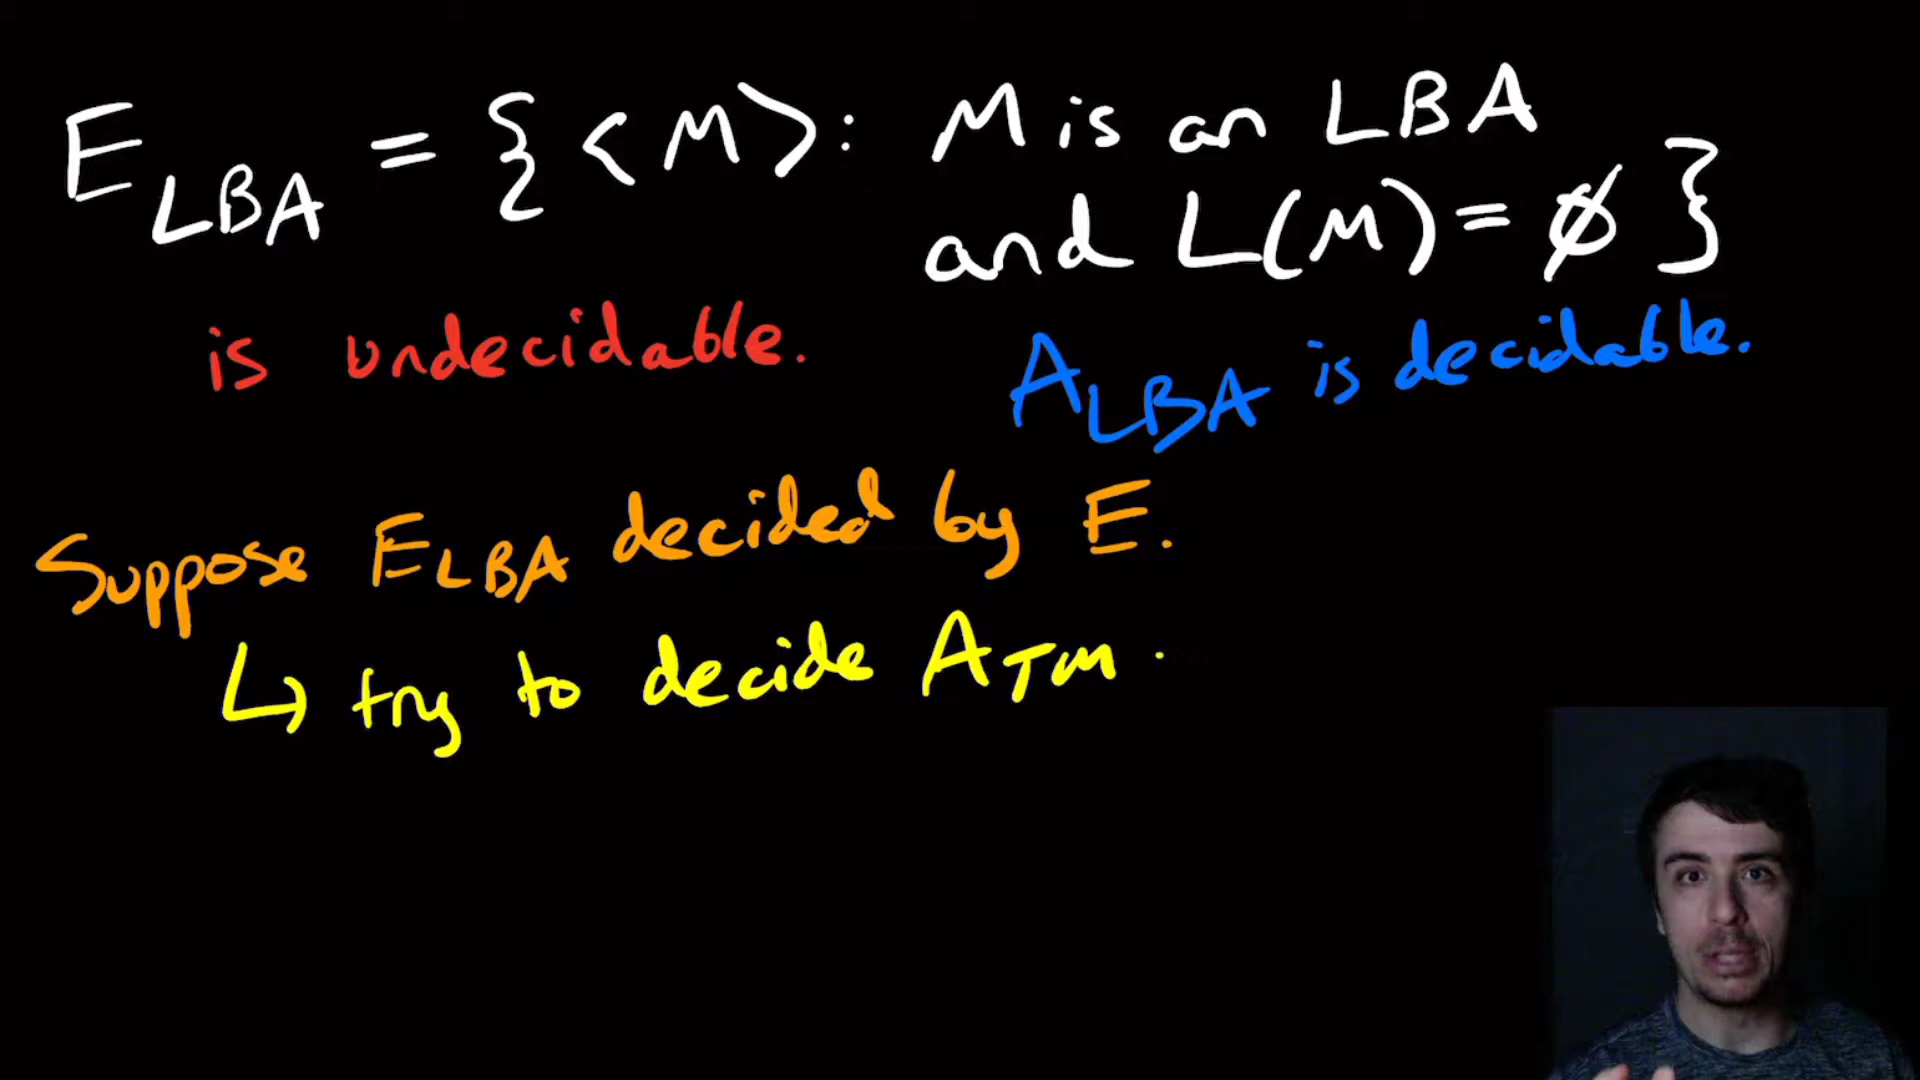 E_LBA = {<M>: M is an LBA
and L(M) = ∅}
is undecidable.
A_LBA is decidable.
Suppose E_LBA decided by E.
↳ try to decide A_TM.